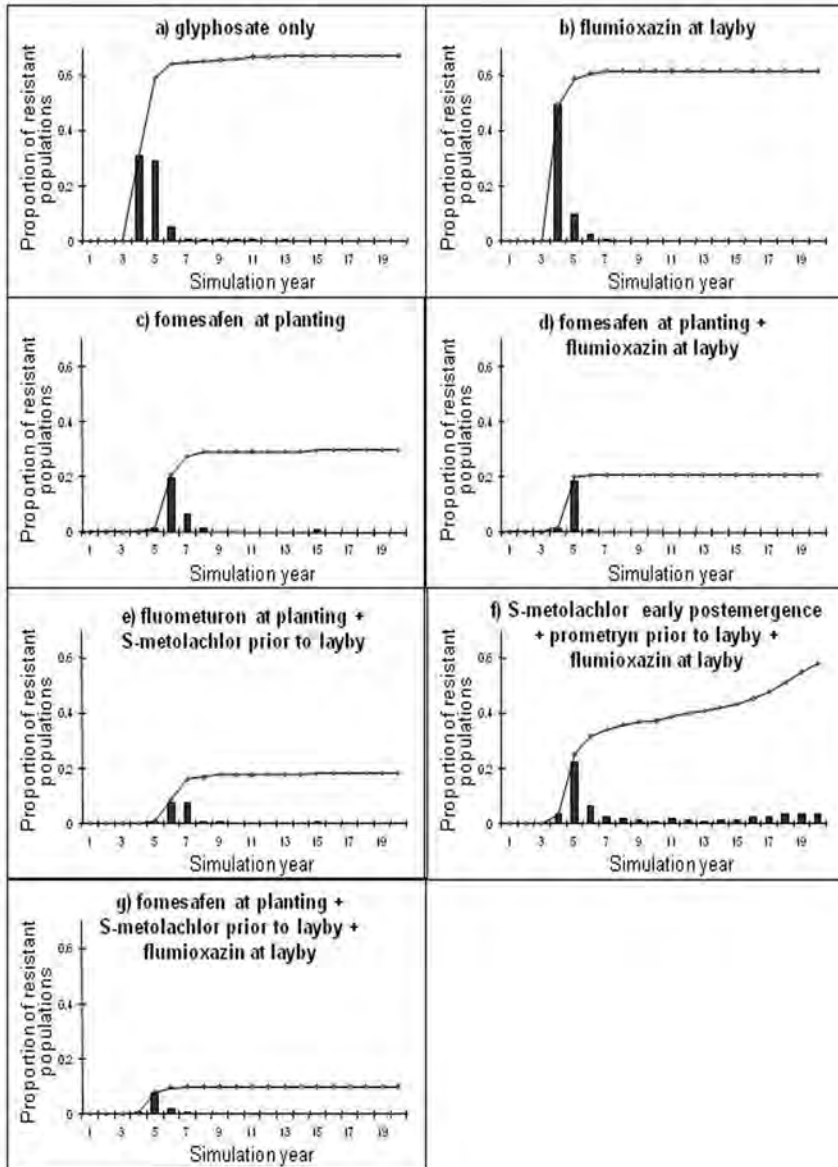 a) glyphosate only
Proportion of resistant
populations
0.6
0.4
0.2
0
1 3 5 7 9 11 13 15 17 19
Simulation year
b) flumioxazin at layby
Proportion of resistant
populations
0.6
0.4
0.2
0
1 3 5 7 9 11 13 15 17 19
Simulation year
c) fomesafen at planting
Proportion of resistant
populations
0.6
0.4
0.2
0
1 3 5 7 9 11 13 15 17 19
Simulation year
d) fomesafen at planting +
flumioxazin at layby
Proportion of resistant
populations
0.6
0.4
0.2
0
1 3 5 7 9 11 13 15 17 19
Simulation year
e) fluometuron at planting +
S-metolachlor prior to layby
Proportion of resistant
populations
0.6
0.4
0.2
0
1 3 5 7 9 11 13 15 17 19
Simulation year
f) S-metolachlor early postemergence
+ prometryn prior to layby +
flumioxazin at layby
Proportion of resistant
populations
0.6
0.4
0.2
0
1 3 5 7 9 11 13 15 17 19
Simulation year
g) fomesafen at planting +
S-metolachlor prior to layby +
flumioxazin at layby
Proportion of resistant
populations
0.6
0.4
0.2
0
1 3 5 7 9 11 13 15 17 19
Simulation year